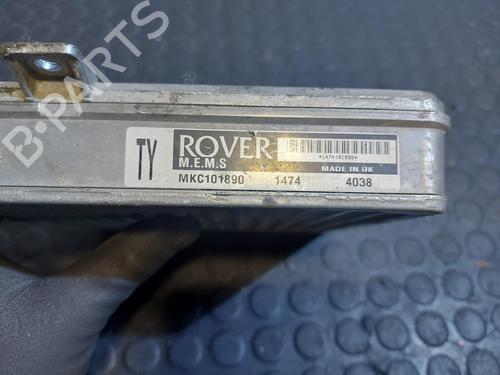 B-PARTS
TY
ROVER
M.E.M.S
MADE IN UK
MKC101890 1474 4038